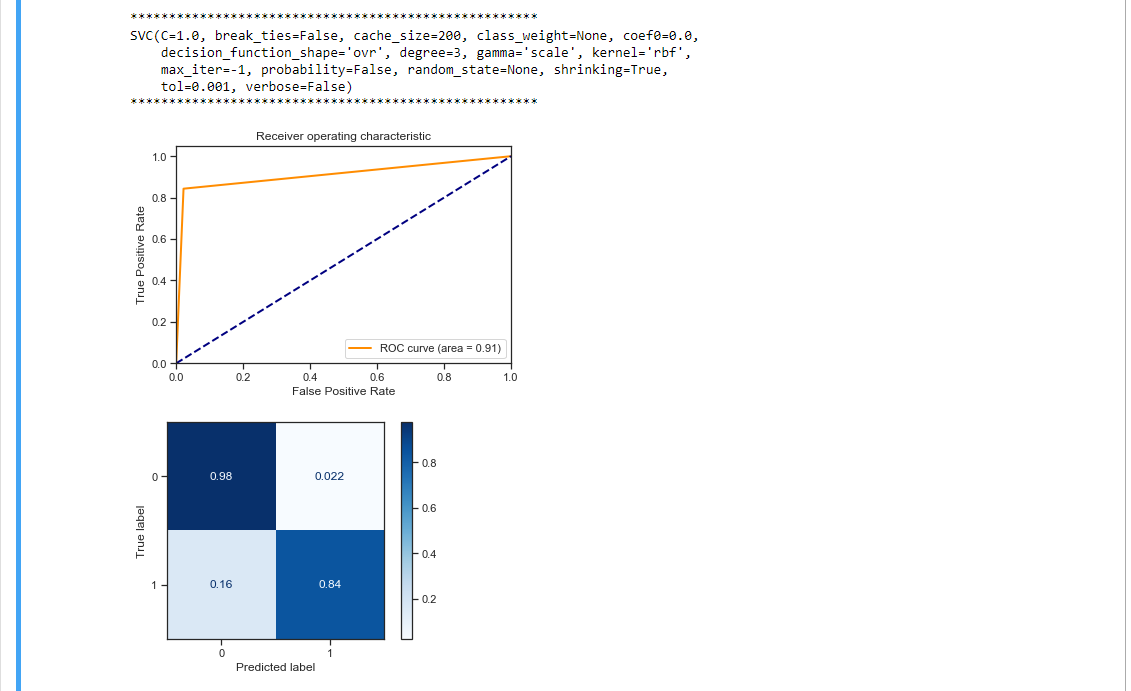 *****************************************************
SVC(C=1.0, break_ties=False, cache_size=200, class_weight=None, coef0=0.0,
    decision_function_shape='ovr', degree=3, gamma='scale', kernel='rbf',
    max_iter=-1, probability=False, random_state=None, shrinking=True,
    tol=0.001, verbose=False)
*****************************************************
Receiver operating characteristic
1.0
0.8
0.6
0.4
0.2
0.0
True Positive Rate
ROC curve (area = 0.91)
0.0 0.2 0.4 0.6 0.8 1.0
False Positive Rate
True label
0
1
0.98 0.022
0.16 0.84
0 1
Predicted label
0.8
0.6
0.4
0.2